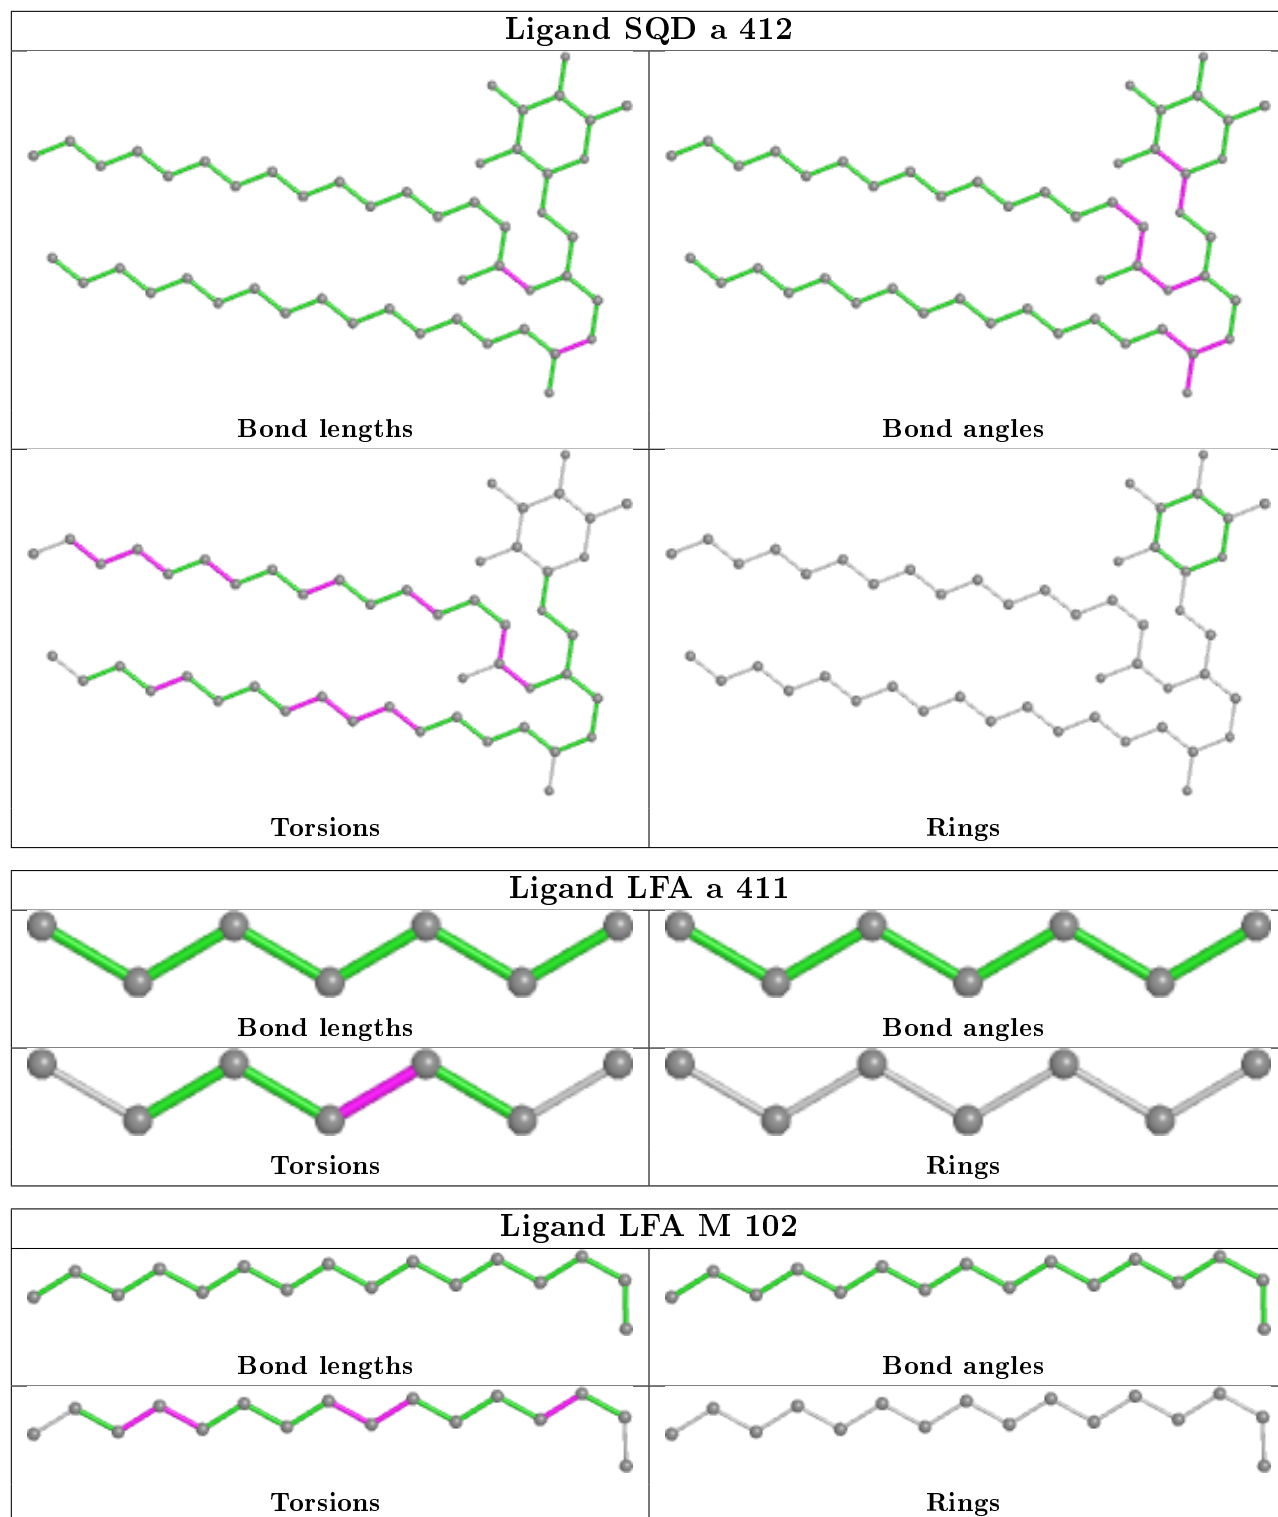 Ligand SQD a 412
Bond lengths
Bond angles
Torsions
Rings
Ligand LFA a 411
Bond lengths
Bond angles
Torsions
Rings
Ligand LFA M 102
Bond lengths
Bond angles
Torsions
Rings